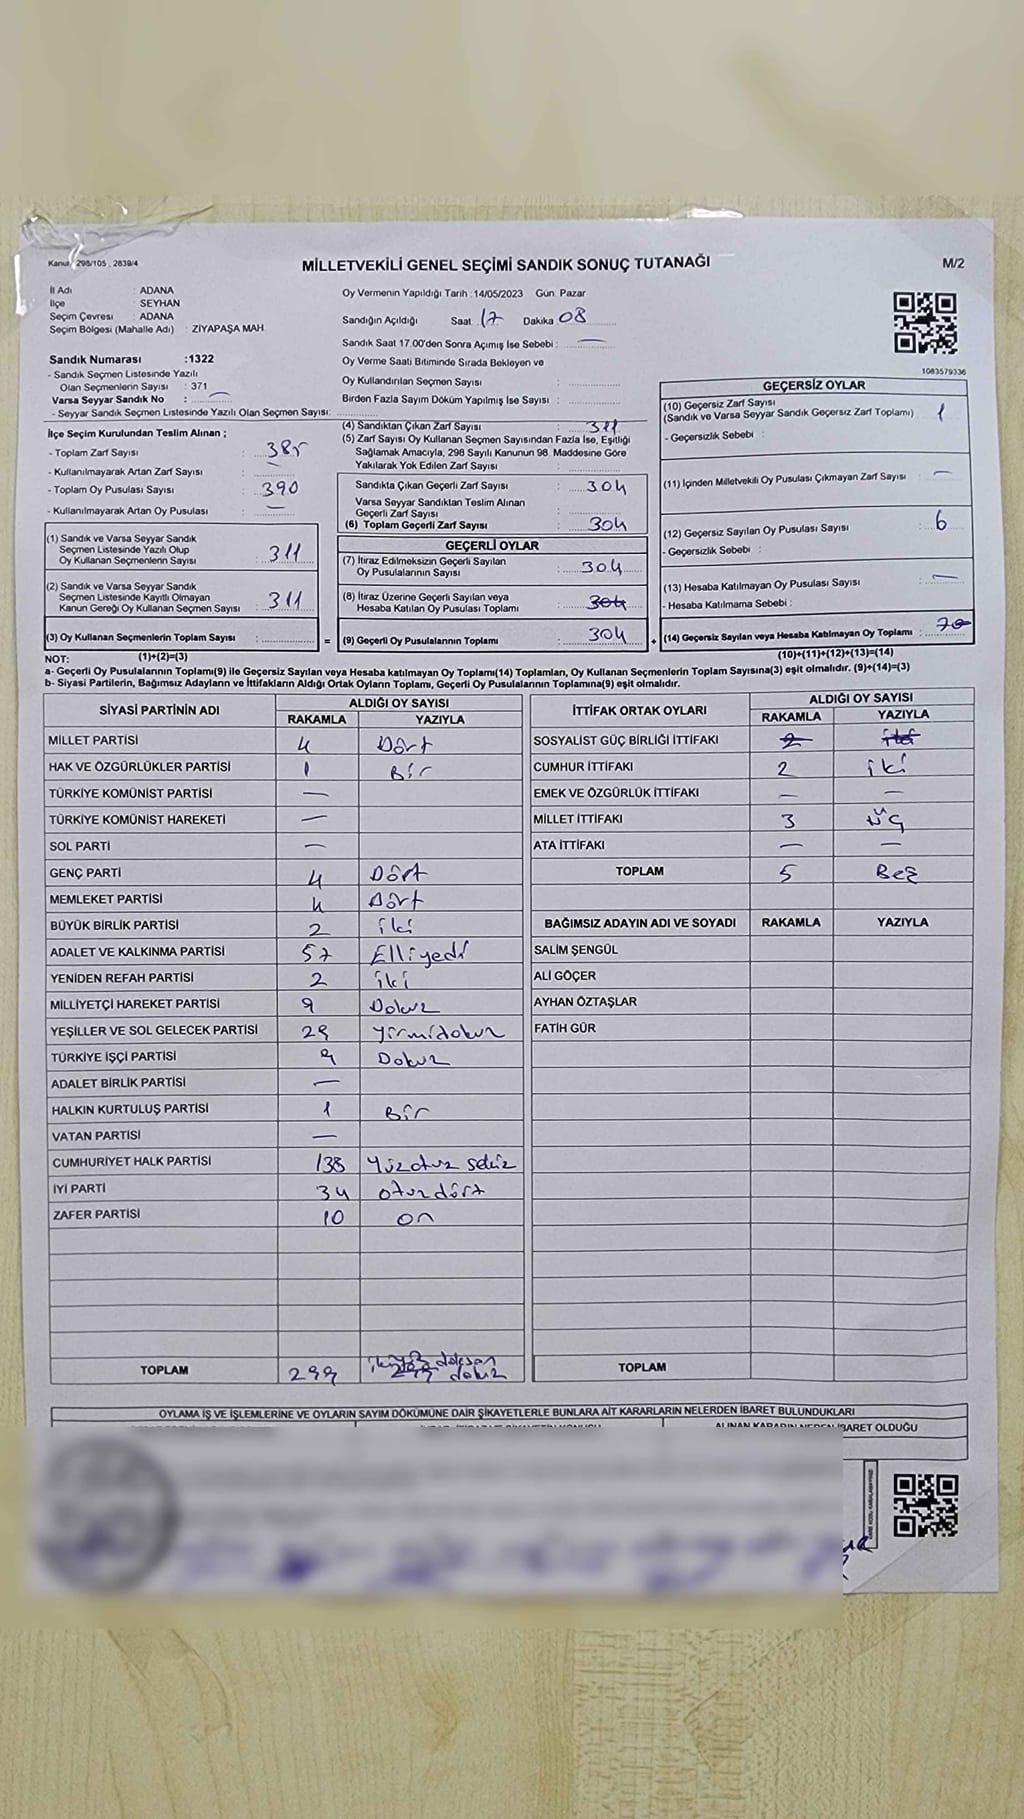 Kanun 298/105 , 2839/4
MİLLETVEKİLİ GENEL SEÇİMİ SANDIK SONUÇ TUTANAĞI
M/2
İl Adı : ADANA
İlçe : SEYHAN
Seçim Çevresi : ADANA
Seçim Bölgesi (Mahalle Adı) : ZİYAPAŞA MAH.
Sandık Numarası :1322
- Sandık Seçmen Listesinde Yazılı
Olan Seçmenlerin Sayısı : 371
Varsa Seyyar Sandık No : —
- Seyyar Sandık Seçmen Listesinde Yazılı Olan Seçmen Sayısı:
Oy Vermenin Yapıldığı Tarih :14/05/2023 Gün: Pazar
Sandığın Açıldığı Saat 17 Dakika 08
Sandık Saat 17.00'den Sonra Açımış İse Sebebi : —
Oy Verme Saati Bitiminde Sırada Bekleyen ve
Oy Kullandırılan Seçmen Sayısı :
Birden Fazla Sayım Döküm Yapılmış İse Sayısı :
1083579336
İlçe Seçim Kurulundan Teslim Alınan ;
- Toplam Zarf Sayısı : 385
- Kullanılmayarak Artan Zarf Sayısı : —
- Toplam Oy Pusulası Sayısı : 390
- Kullanılmayarak Artan Oy Pusulası : —
(1) Sandık ve Varsa Seyyar Sandık
Seçmen Listesinde Yazılı Olup
Oy Kullanan Seçmenlerin Sayısı : 311
(2) Sandık ve Varsa Seyyar Sandık
Seçmen Listesinde Kayıtlı Olmayan
Kanun Gereği Oy Kullanan Seçmen Sayısı : 311
(3) Oy Kullanan Seçmenlerin Toplam Sayısı :
(4) Sandıktan Çıkan Zarf Sayısı : 311
(5) Zarf Sayısı Oy Kullanan Seçmen Sayısından Fazla İse, Eşitliği
Sağlamak Amacıyla, 298 Sayılı Kanunun 98. Maddesine Göre
Yakılarak Yok Edilen Zarf Sayısı :
Sandıkta Çıkan Geçerli Zarf Sayısı : 304
Varsa Seyyar Sandıktan Teslim Alınan
Geçerli Zarf Sayısı :
(6) Toplam Geçerli Zarf Sayısı : 304
GEÇERLİ OYLAR
(7) İtiraz Edilmeksizin Geçerli Sayılan
Oy Pusulalarının Sayısı : 304
(8) İtiraz Üzerine Geçerli Sayılan veya
Hesaba Katılan Oy Pusulası Toplamı : 304
= (9) Geçerli Oy Pusulalarının Toplamı : 304
GEÇERSİZ OYLAR
(10) Geçersiz Zarf Sayısı
(Sandık ve Varsa Seyyar Sandık Geçersiz Zarf Toplamı) : 1
- Geçersizlik Sebebi :
(11) İçinden Milletvekili Oy Pusulası Çıkmayan Zarf Sayısı : —
(12) Geçersiz Sayılan Oy Pusulası Sayısı : 6
- Geçersizlik Sebebi :
(13) Hesaba Katılmayan Oy Pusulası Sayısı : —
- Hesaba Katılmama Sebebi :
+ (14) Geçersiz Sayılan veya Hesaba Katılmayan Oy Toplamı :
NOT: (1)+(2)=(3)
(10)+(11)+(12)+(13)=(14)
a- Geçerli Oy Pusulalarının Toplamı(9) ile Geçersiz Sayılan veya Hesaba katılmayan Oy Toplamı(14) Toplamları, Oy Kullanan Seçmenlerin Toplam Sayısına(3) eşit olmalıdır. (9)+(14)=(3)
b- Siyasi Partilerin, Bağımsız Adayların ve İttifakların Aldığı Ortak Oyların Toplamı, Geçerli Oy Pusulalarının Toplamına(9) eşit olmalıdır.
SİYASİ PARTİNİN ADI ALDIĞI OY SAYISI
RAKAMLA YAZIYLA
MİLLET PARTİSİ 4 Dört
HAK VE ÖZGÜRLÜKLER PARTİSİ 1 Bir
TÜRKİYE KOMÜNİST PARTİSİ —
TÜRKİYE KOMÜNİST HAREKETİ —
SOL PARTİ —
GENÇ PARTİ 4 Dört
MEMLEKET PARTİSİ 4 Dört
BÜYÜK BİRLİK PARTİSİ 2 iki
ADALET VE KALKINMA PARTİSİ 57 Elliyedi
YENİDEN REFAH PARTİSİ 2 iki
MİLLİYETÇİ HAREKET PARTİSİ 9 Dokuz
YEŞİLLER VE SOL GELECEK PARTİSİ 29 yirmidokuz
TÜRKİYE İŞÇİ PARTİSİ 9 Dokuz
ADALET BİRLİK PARTİSİ —
HALKIN KURTULUŞ PARTİSİ 1 Bir
VATAN PARTİSİ —
CUMHURİYET HALK PARTİSİ 138 Yüzotuz sekiz
İYİ PARTİ 34 otuzdört
ZAFER PARTİSİ 10 on
TOPLAM 299 ikiyüz doksan dokuz
İTTİFAK ORTAK OYLARI ALDIĞI OY SAYISI
RAKAMLA YAZIYLA
SOSYALİST GÜÇ BİRLİĞİ İTTİFAKI 2 iki
CUMHUR İTTİFAKI 2 iki
EMEK VE ÖZGÜRLÜK İTTİFAKI — —
MİLLET İTTİFAKI 3 üç
ATA İTTİFAKI — —
TOPLAM 5 Beş
BAĞIMSIZ ADAYIN ADI VE SOYADI RAKAMLA YAZIYLA
SALİM ŞENGÜL
ALİ GÖÇER
AYHAN ÖZTAŞLAR
FATİH GÜR
TOPLAM
OYLAMA İŞ VE İŞLEMLERİNE VE OYLARIN SAYIM DÖKÜMÜNE DAİR ŞİKAYETLERLE BUNLARA AİT KARARLARIN NELERDEN İBARET BULUNDUKLARI
ALINAN KARARIN NEDEN İBARET OLDUĞU